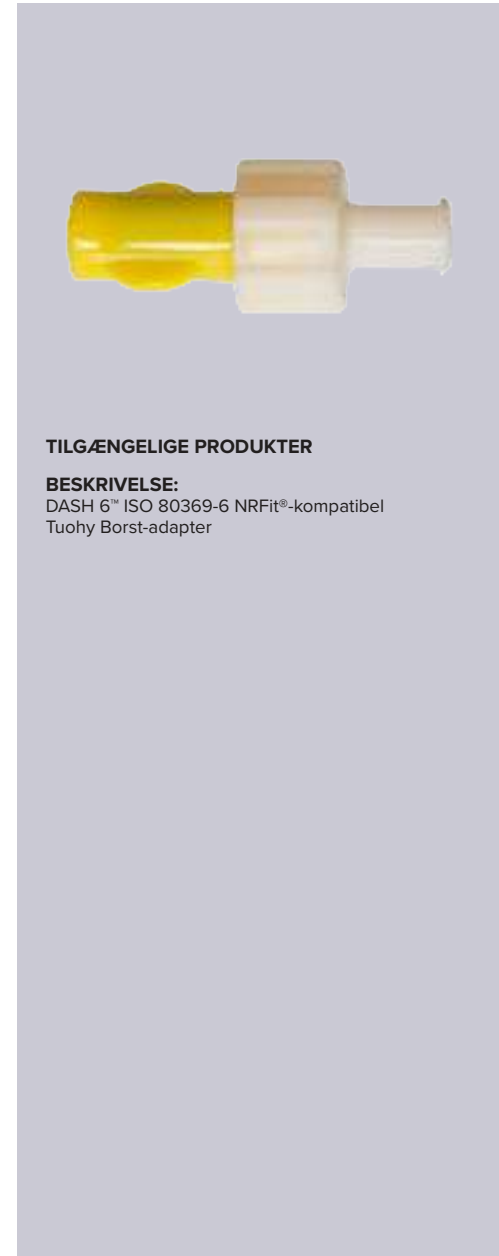 TILGÆNGELIGE PRODUKTER
BESKRIVELSE:
DASH 6™ ISO 80369-6 NRFit®-kompatibel
Tuohy Borst-adapter